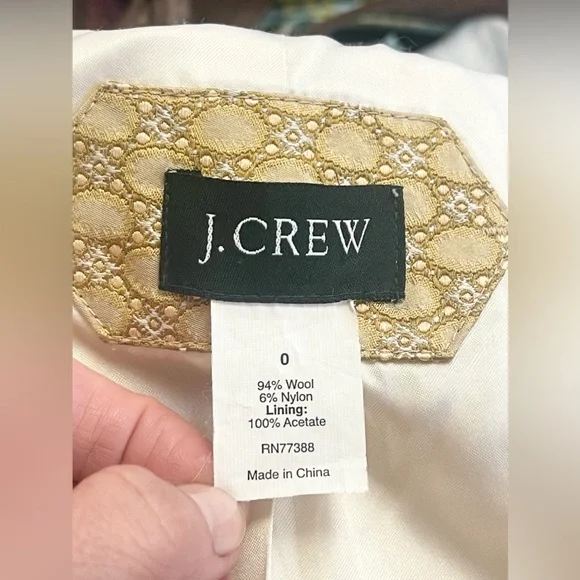 J.CREW
0
94% Wool
6% Nylon
Lining:
100% Acetate
RN77388
Made in China